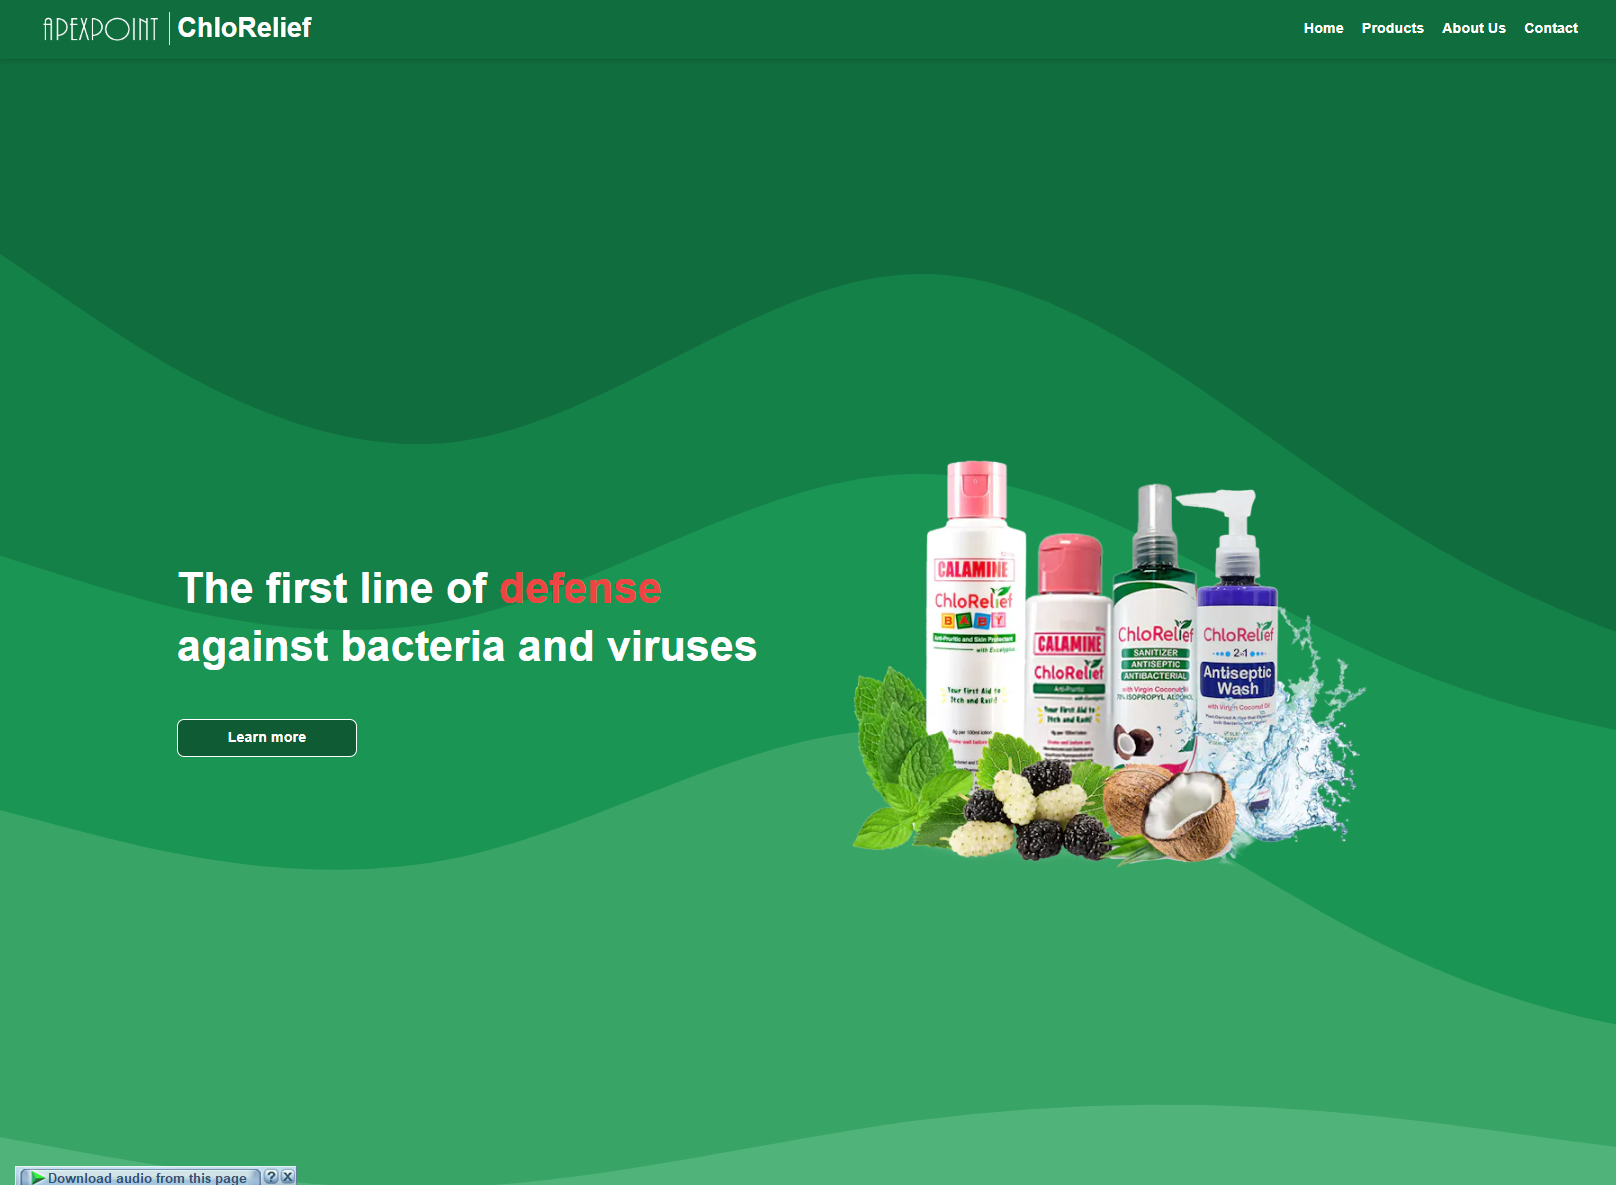 APEXPOINT ChloRelief
Home Products About Us Contact
The first line of defense
against bacteria and viruses
Learn more
CALAMINE
ChloRelief
BABY
Anti-Pruritic and Skin Protectant
with Eucalyptus
Your First Aid to
Itch and Rash!
CALAMINE
ChloRelief
Anti-Pruritic
with Eucalyptus
Your First Aid to
Itch and Rash!
ChloRelief
SANITIZER
ANTISEPTIC
ANTIBACTERIAL
with Virgin Coconut Oil
70% ISOPROPYL ALCOHOL
ChloRelief
2in1
Antiseptic
Wash
with Virgin Coconut Oil
Download audio from this page ? X